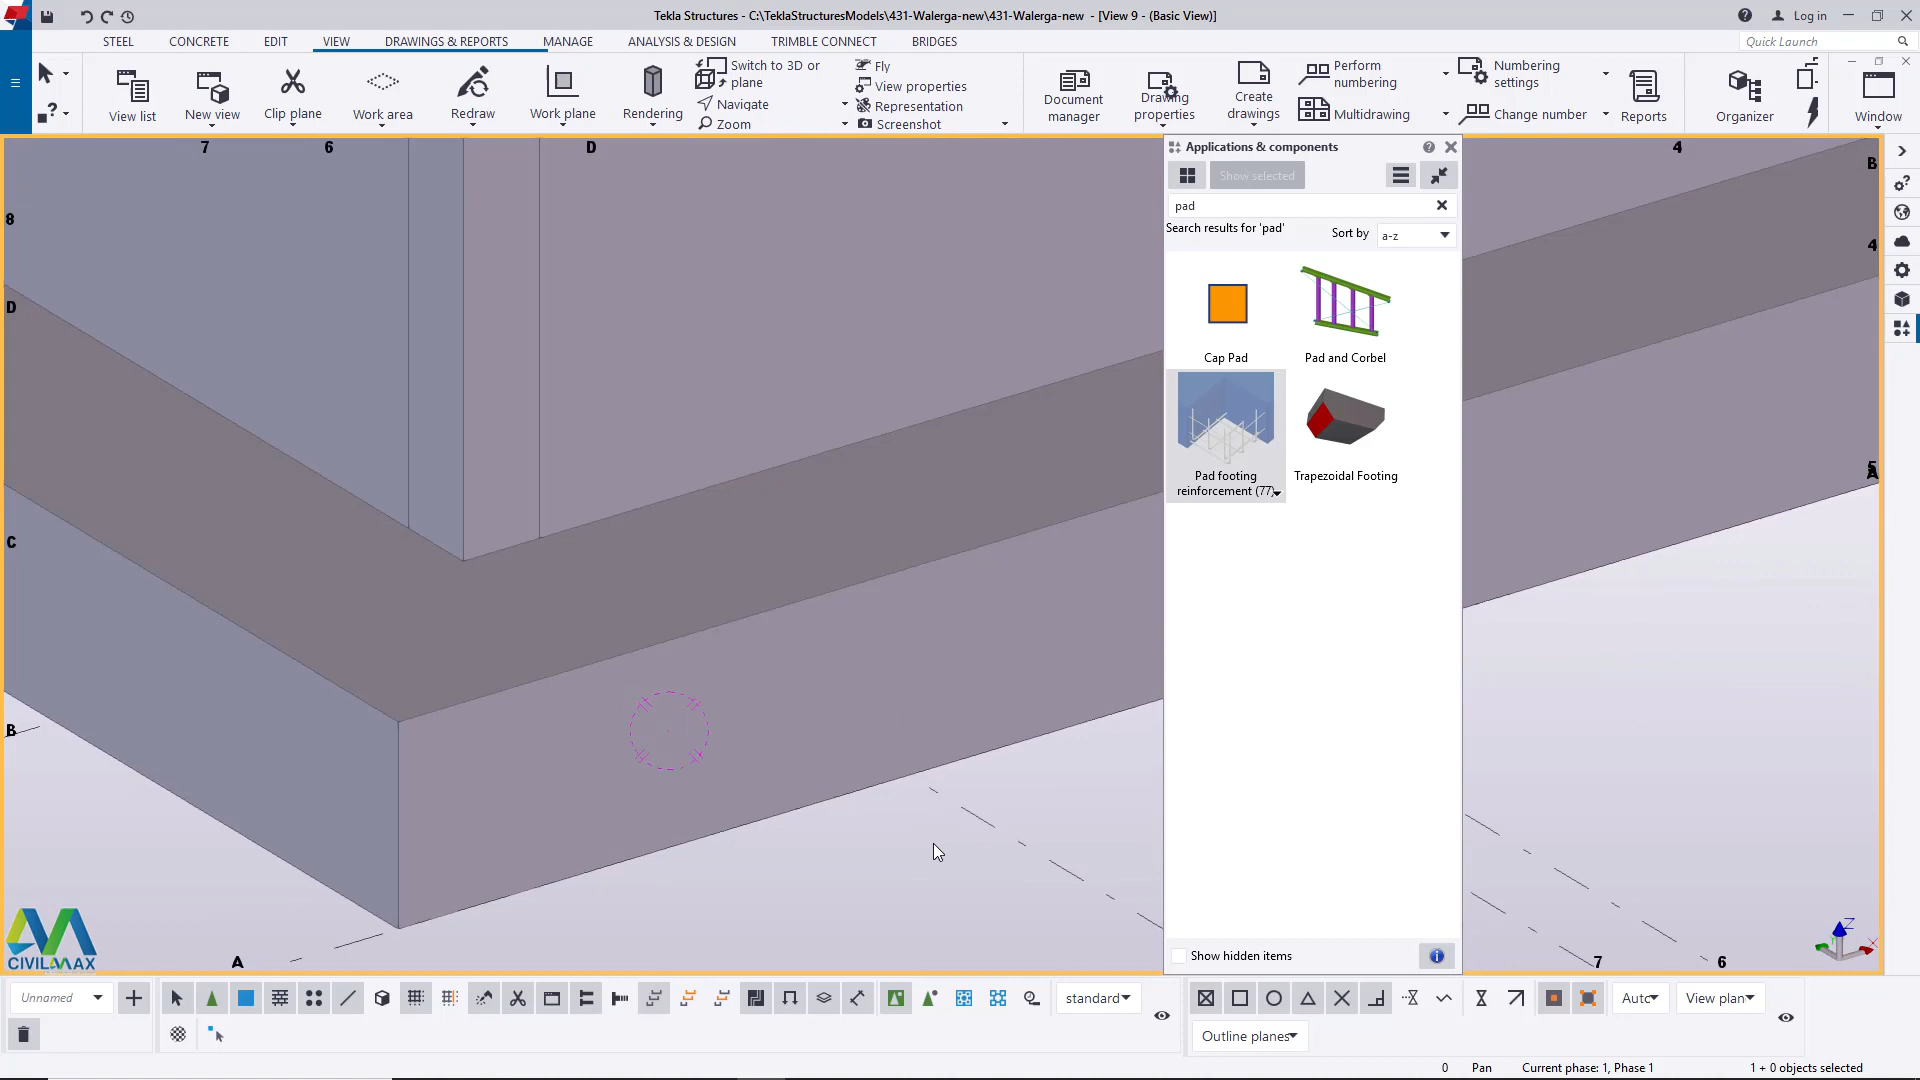 Tekla Structures - C:\TeklaStructuresModels\431-Walerga-new\431-Walerga-new - [View 9 - (Basic View)]
Log in
STEEL CONCRETE EDIT VIEW DRAWINGS & REPORTS MANAGE ANALYSIS & DESIGN TRIMBLE CONNECT BRIDGES
Quick Launch
View list
New view
Clip plane
Work area
Redraw
Work plane
Rendering
Switch to 3D or
plane
Navigate
Zoom
Fly
View properties
Representation
Screenshot
Document
manager
Drawing
properties
Create
drawings
Perform
numbering
Multidrawing
Numbering
settings
Change number
Reports
Organizer
Window
7 6 D 4
B
8
4
D
5
A
C
B
A
7 6
Applications & components
Show selected
pad
Search results for 'pad'
Sort by a-z
Cap Pad
Pad and Corbel
Pad footing
reinforcement (77)
Trapezoidal Footing
Show hidden items
Z
X
CIVILMAX
Unnamed
standard
Auto
View plan
Outline planes
0 Pan Current phase: 1, Phase 1 1 + 0 objects selected